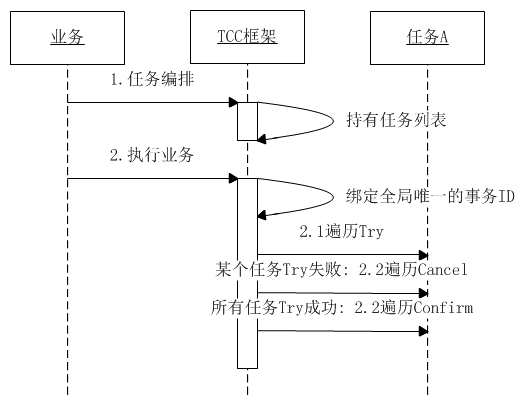 业务
TCC框架
任务A
1.任务编排
持有任务列表
2.执行业务
绑定全局唯一的事务ID
2.1遍历Try
某个任务Try失败: 2.2遍历Cancel
所有任务Try成功: 2.2遍历Confirm